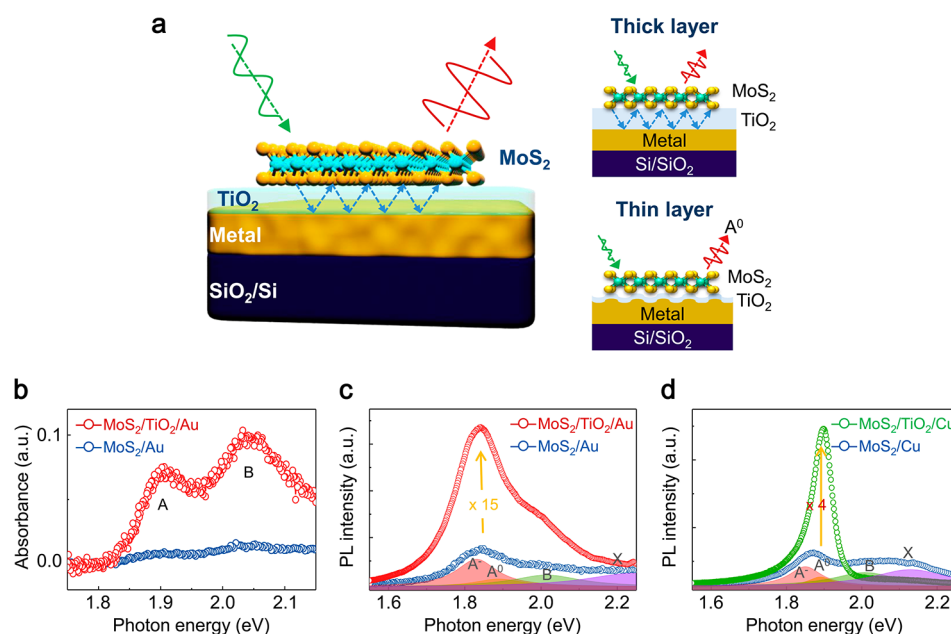 a
MoS₂
TiO₂
Metal
SiO₂/Si
Thick layer
MoS₂
TiO₂
Metal
Si/SiO₂
Thin layer
A⁰
MoS₂
TiO₂
Metal
Si/SiO₂
b
MoS₂/TiO₂/Au
MoS₂/Au
A
B
0.1
0.0
Absorbance (a.u.)
1.8 1.9 2.0 2.1
Photon energy (eV)
c
MoS₂/TiO₂/Au
MoS₂/Au
x 15
A⁻
A⁰
B
X
PL intensity (a.u.)
1.6 1.8 2.0 2.2
Photon energy (eV)
d
MoS₂/TiO₂/Cu
MoS₂/Cu
x 4
A⁻
A⁰
B
X
PL intensity (a.u.)
1.6 1.8 2.0 2.2
Photon energy (eV)